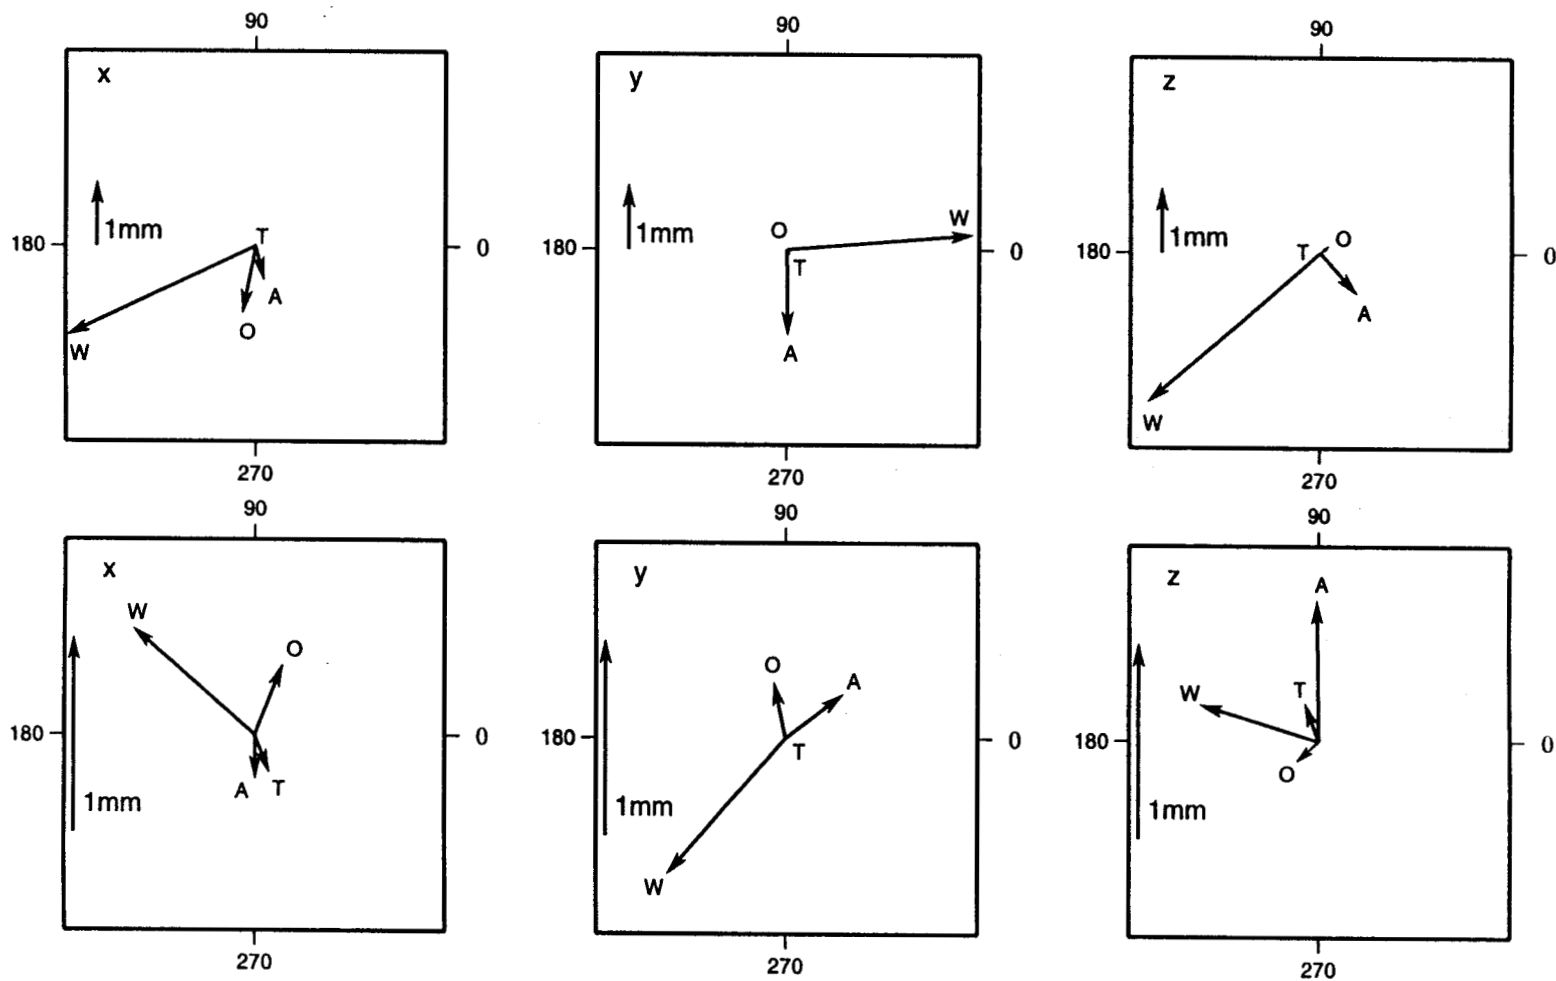 90 90 90
x y z
1mm T 1mm O W 1mm T O
180 0 180 T 0 180 0
A A
O A
W W
270 270 270
90 90 90
x y z
W O O A A
W T
180 0 180 T 0 180 0
A T O
1mm 1mm 1mm
W
270 270 270